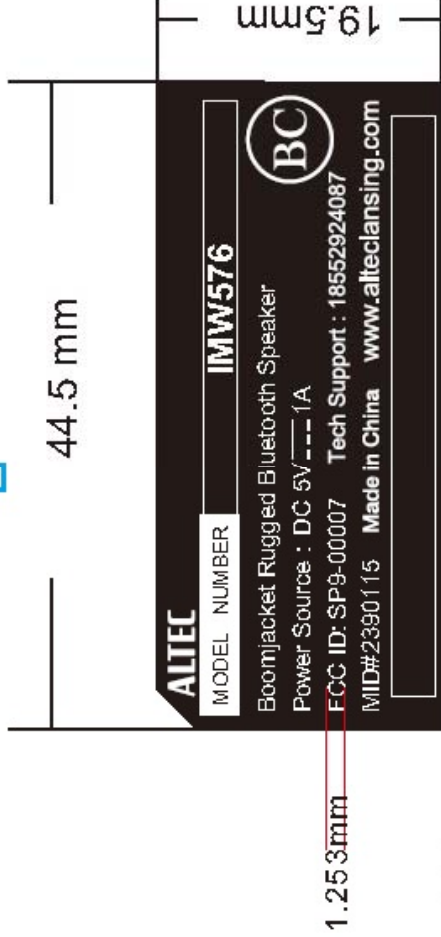 44.5 mm
19.5mm
ALTEC
MODEL NUMBER IMW576
BC
Boomjacket Rugged Bluetooth Speaker
Power Source : DC 5V 1A
FCC ID: SP9-00007 Tech Support : 18552924087
MID#2390115 Made in China www.alteclansing.com
1.253mm